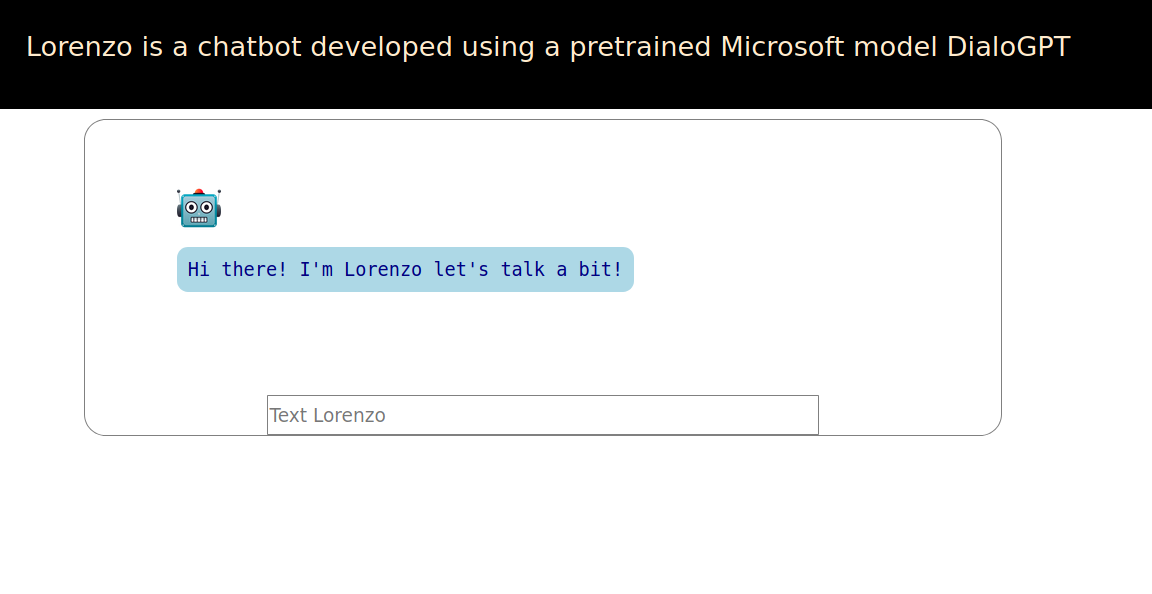 Lorenzo is a chatbot developed using a pretrained Microsoft model DialoGPT
Hi there! I'm Lorenzo let's talk a bit!
Text Lorenzo